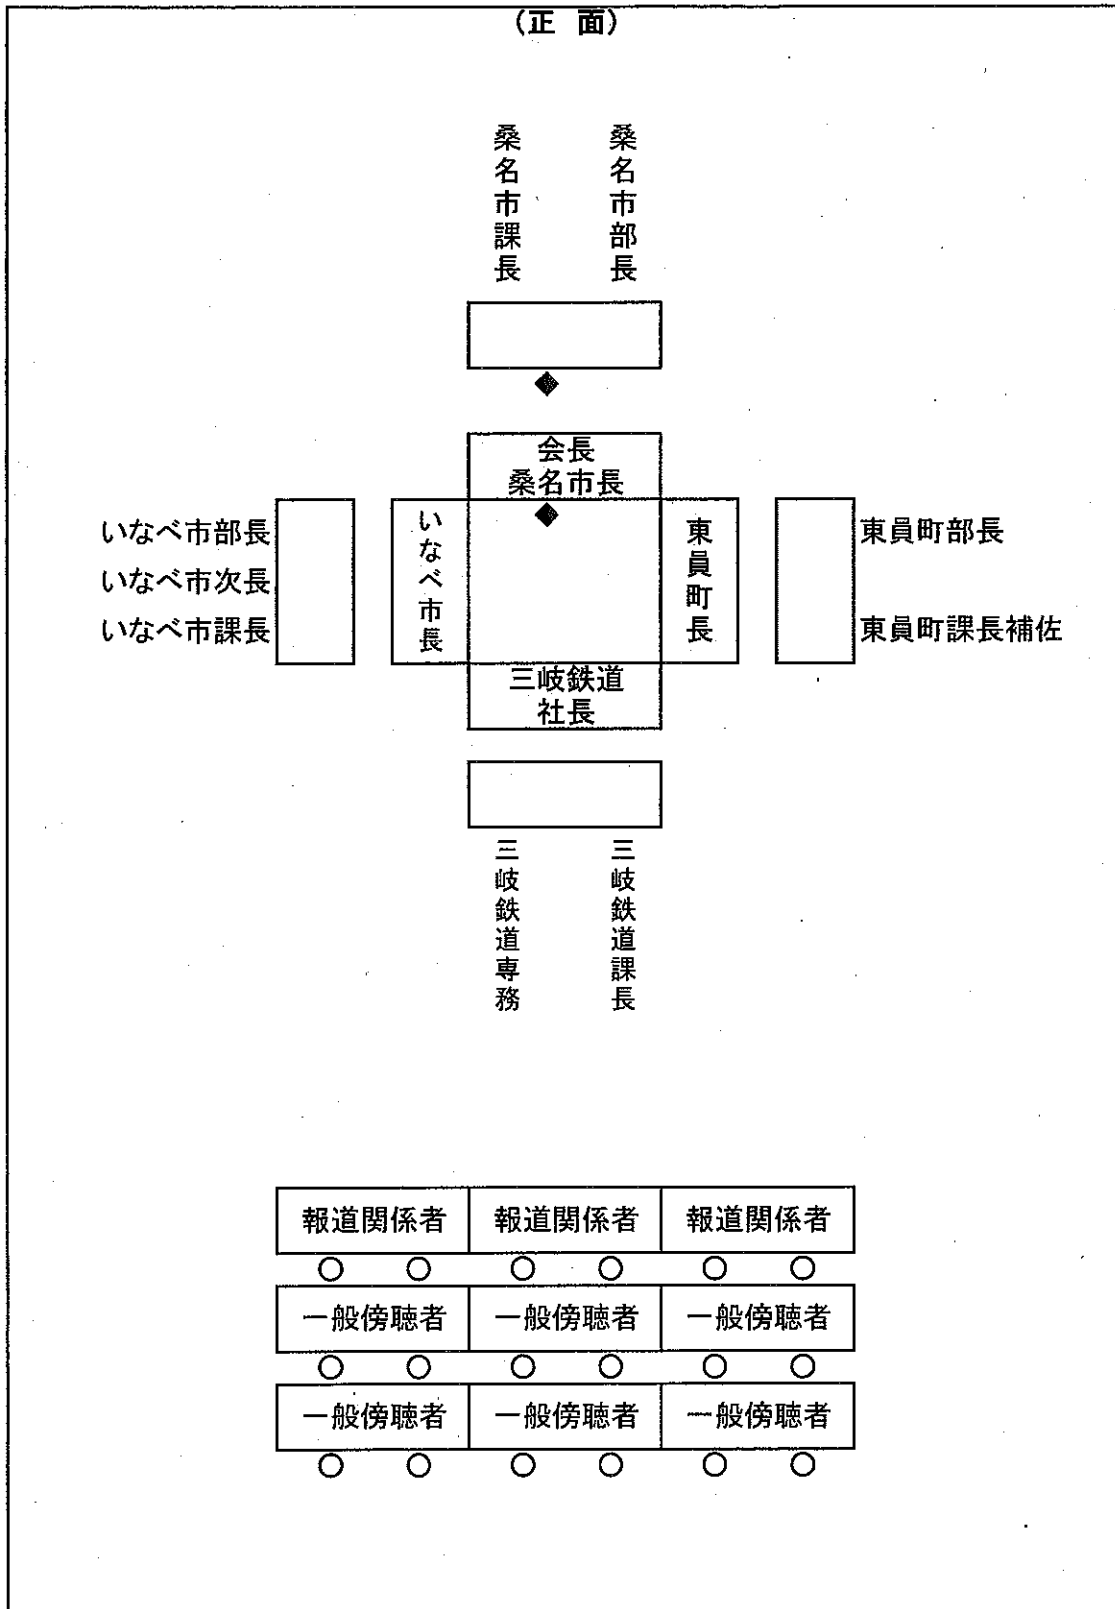 （正 面）
桑名市課長
桑名市部長
会長
桑名市長
いなべ市部長
いなべ市次長
いなべ市課長
いなべ市長
東員町長
東員町部長
東員町課長補佐
三岐鉄道
社長
三岐鉄道専務
三岐鉄道課長
報道関係者 報道関係者 報道関係者
一般傍聴者 一般傍聴者 一般傍聴者
一般傍聴者 一般傍聴者 一般傍聴者